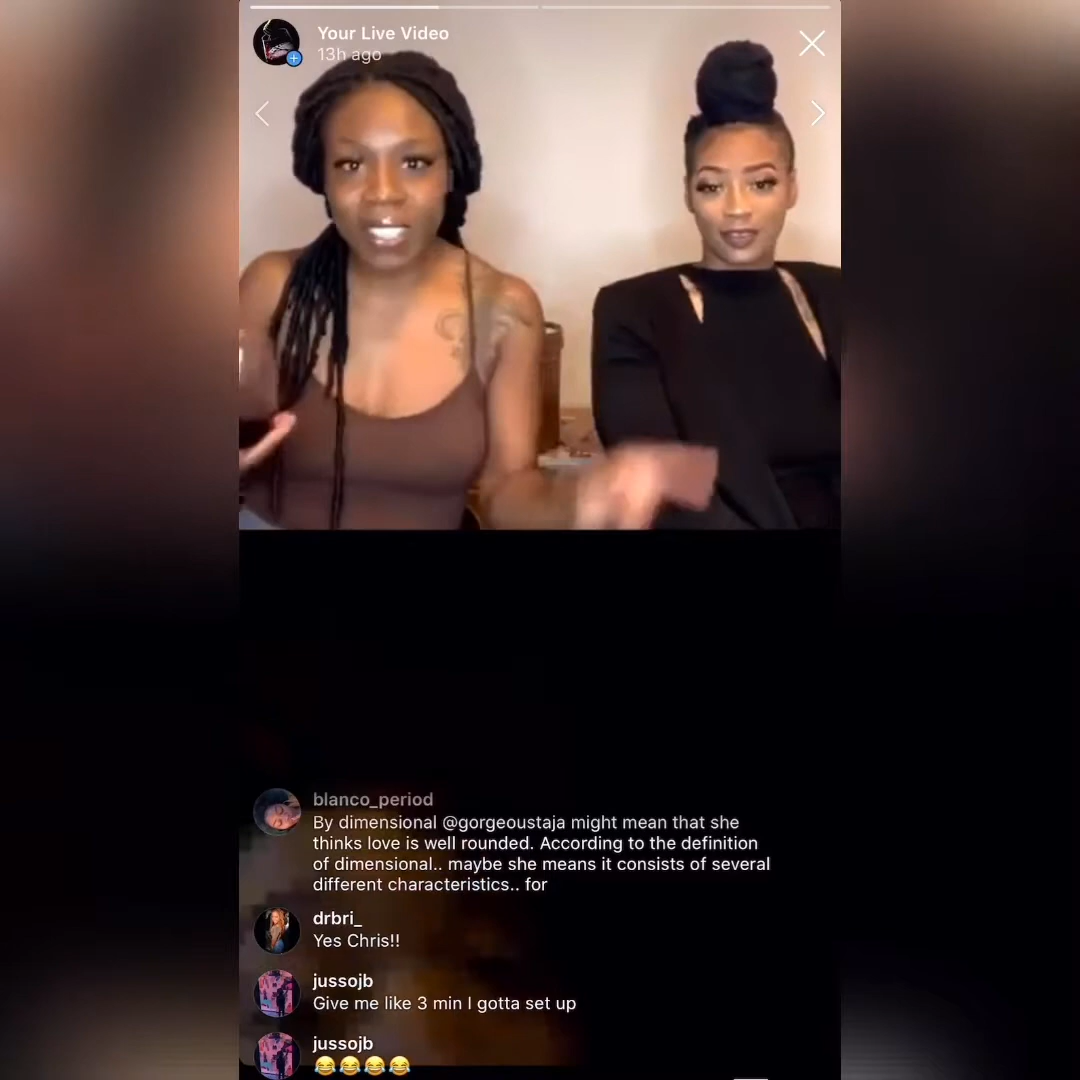 Your Live Video
13h ago
blanco_period
By dimensional @gorgeoustaja might mean that she
thinks love is well rounded. According to the definition
of dimensional.. maybe she means it consists of several
different characteristics.. for
drbri_
Yes Chris!!
jussojb
Give me like 3 min I gotta set up
jussojb
😂😂😂😂